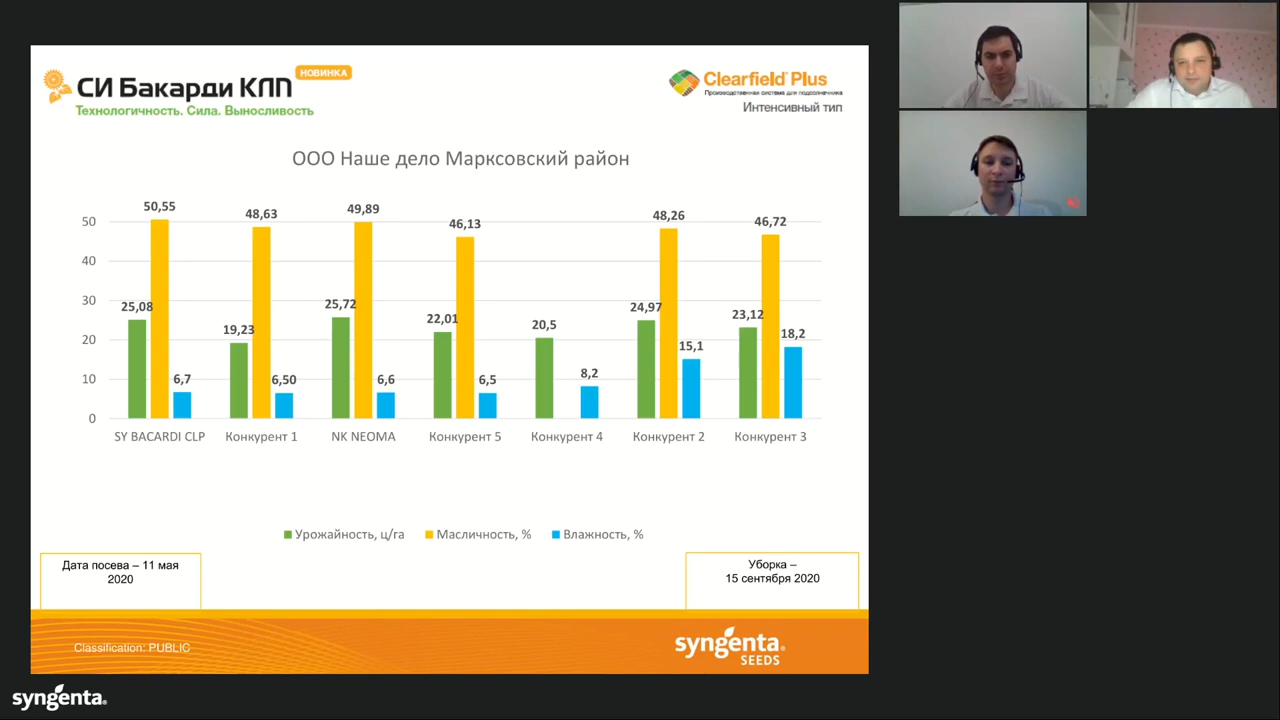 СИ Бакарди КЛП
НОВИНКА
Технологичность. Сила. Выносливость
Clearfield® Plus
Производственная система для подсолнечника
Интенсивный тип
ООО Наше дело Марксовский район
50
40
30
20
10
0
25,08
50,55
6,7
19,23
48,63
6,50
25,72
49,89
6,6
22,01
46,13
6,5
20,5
8,2
24,97
48,26
15,1
23,12
46,72
18,2
SY BACARDI CLP
Конкурент 1
NK NEOMA
Конкурент 5
Конкурент 4
Конкурент 2
Конкурент 3
Урожайность, ц/га
Масличность, %
Влажность, %
Дата посева – 11 мая
2020
Уборка –
15 сентября 2020
Classification: PUBLIC
syngenta®
SEEDS
syngenta®